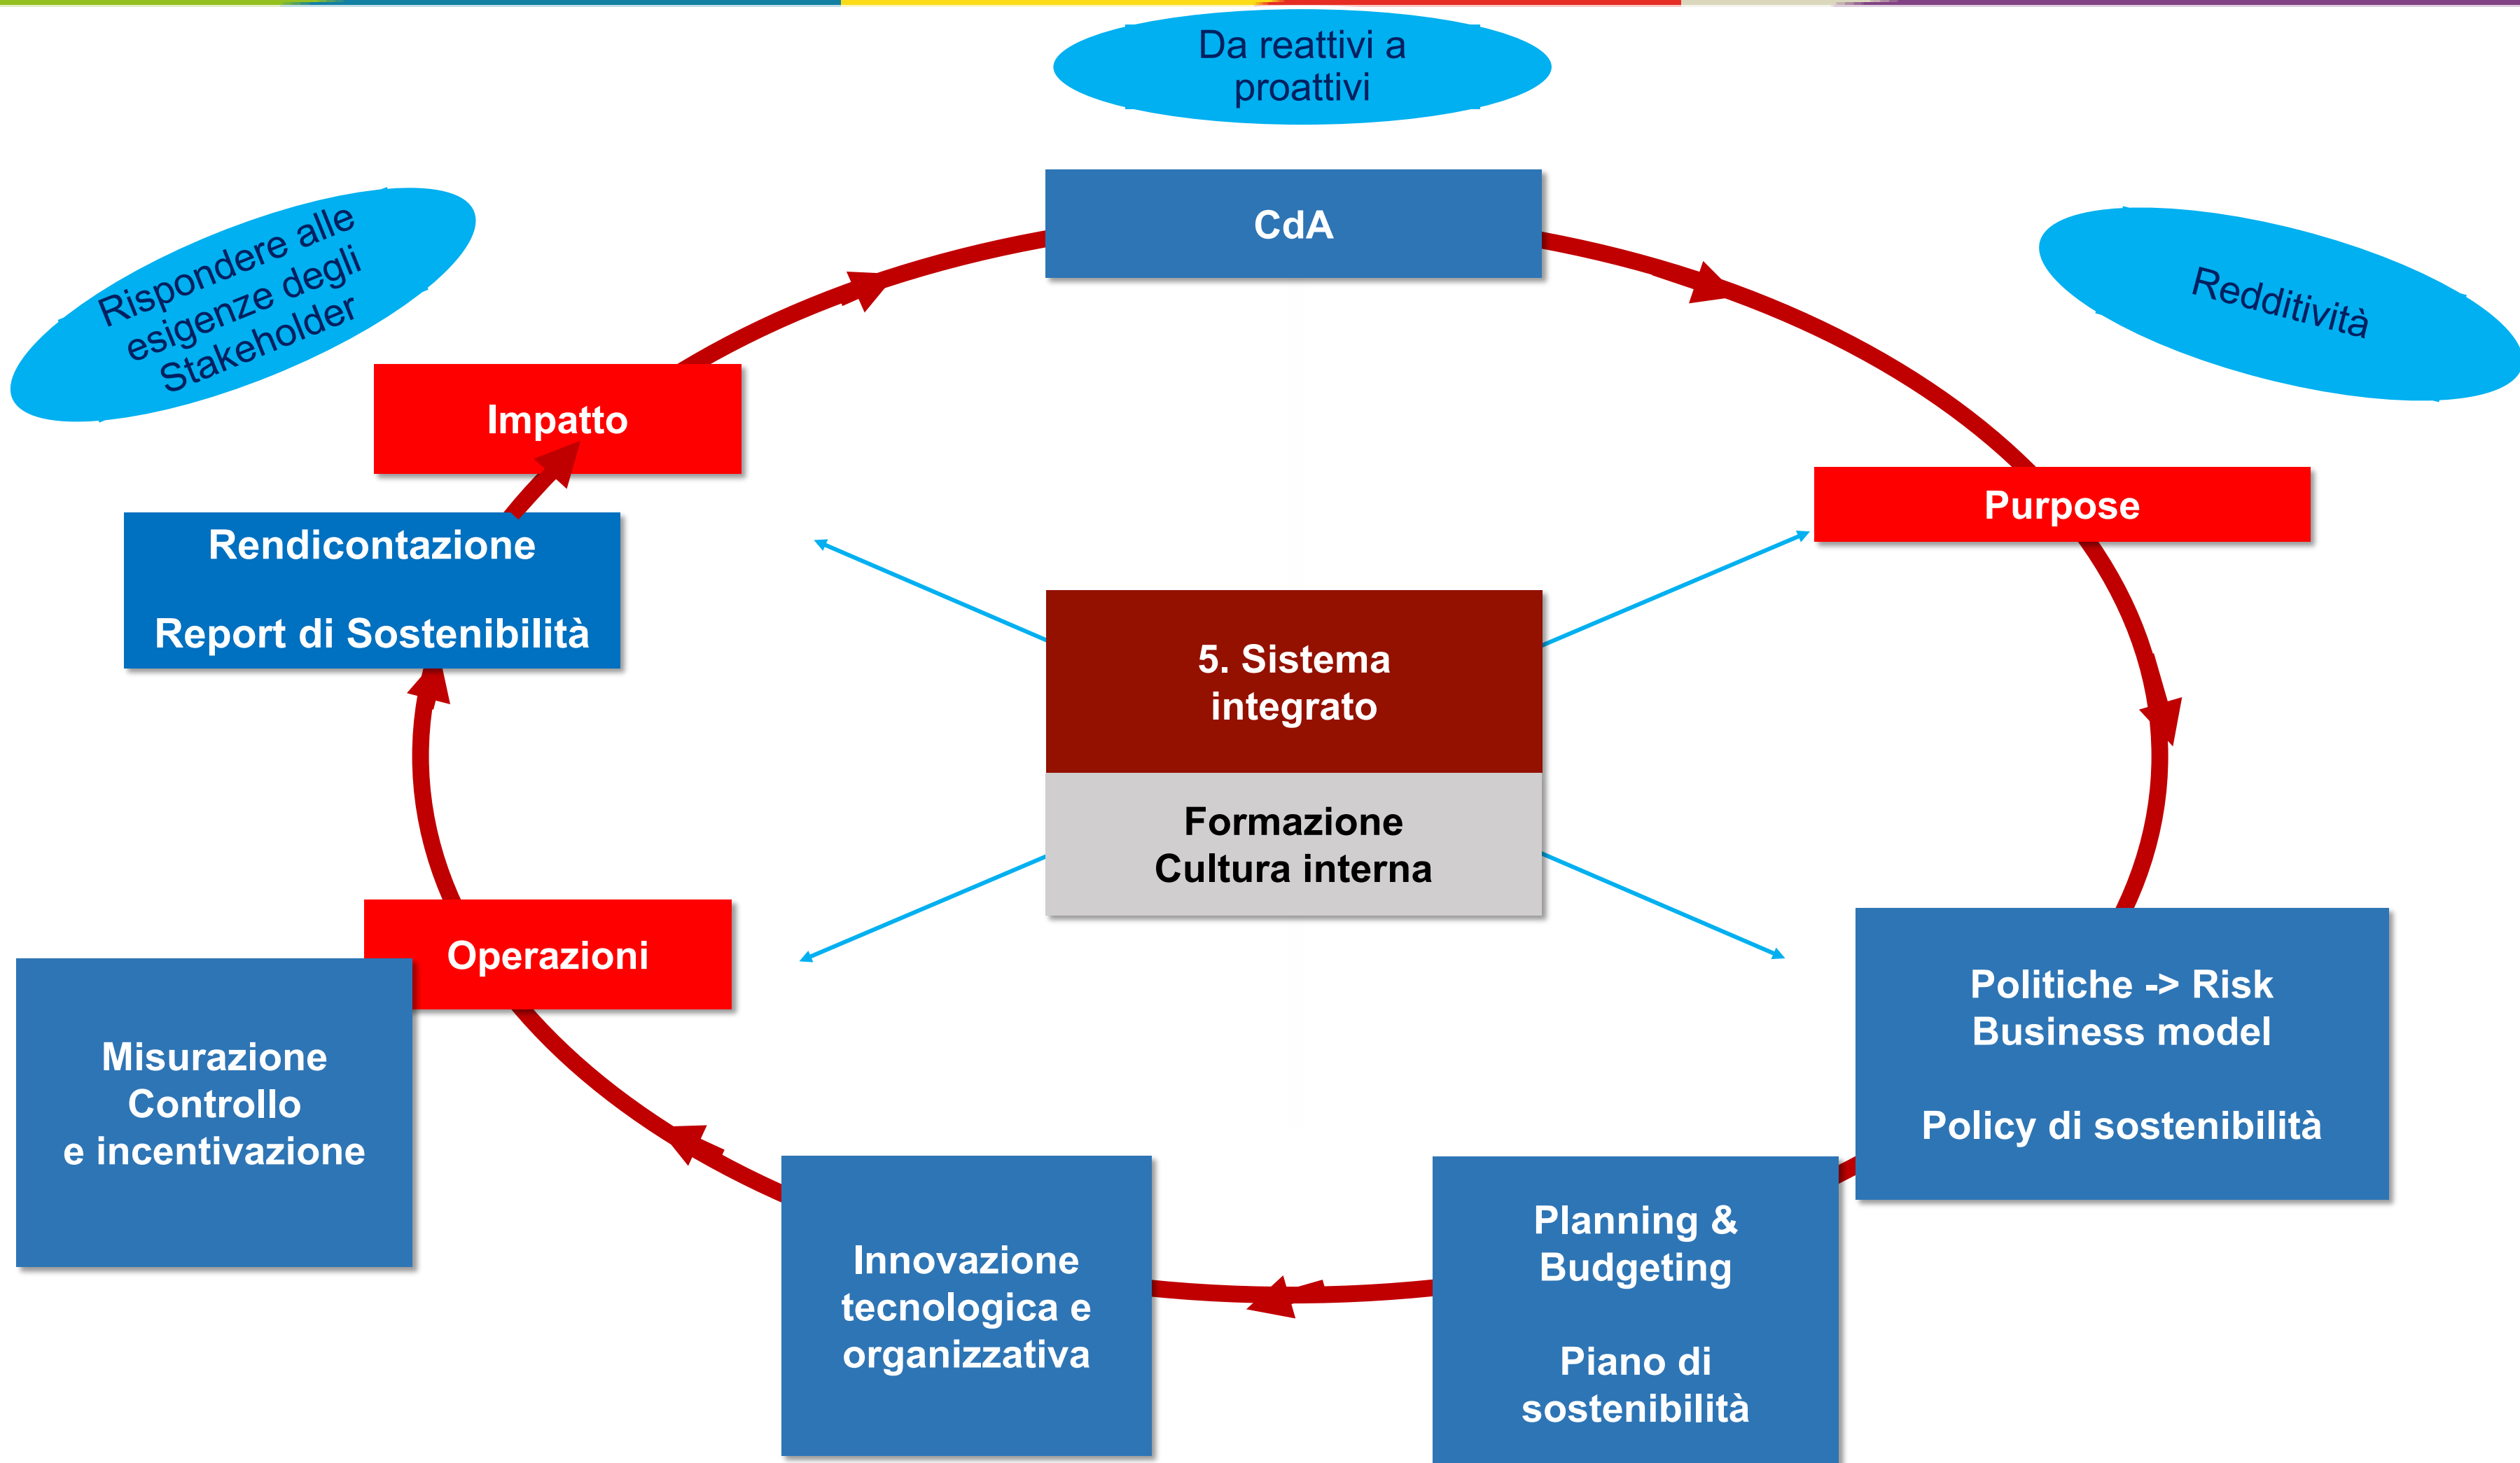 Da reattivi a
proattivi
CdA
Rispondere alle
esigenze degli
Stakeholder
Redditività
Impatto
Purpose
Rendicontazione
Report di Sostenibilità
5. Sistema
integrato
Formazione
Cultura interna
Operazioni
Misurazione
Controllo
e incentivazione
Politiche -> Risk
Business model
Policy di sostenibilità
Innovazione
tecnologica e
organizzativa
Planning &
Budgeting
Piano di
sostenibilità